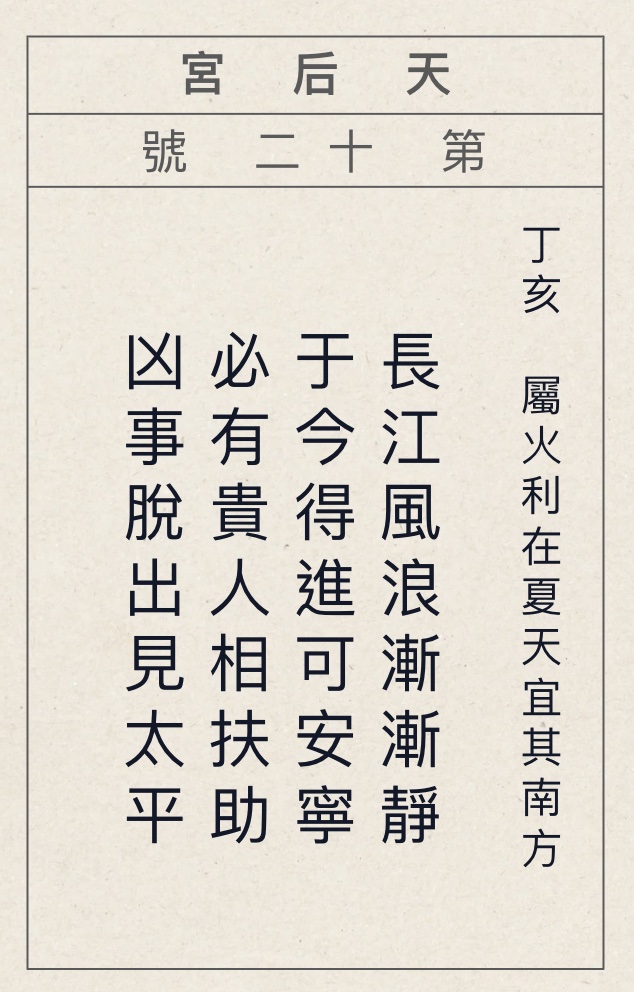 天后宮
第十二號
丁亥 屬火利在夏天宜其南方
長江風浪漸漸靜
于今得進可安寧
必有貴人相扶助
凶事脫出見太平